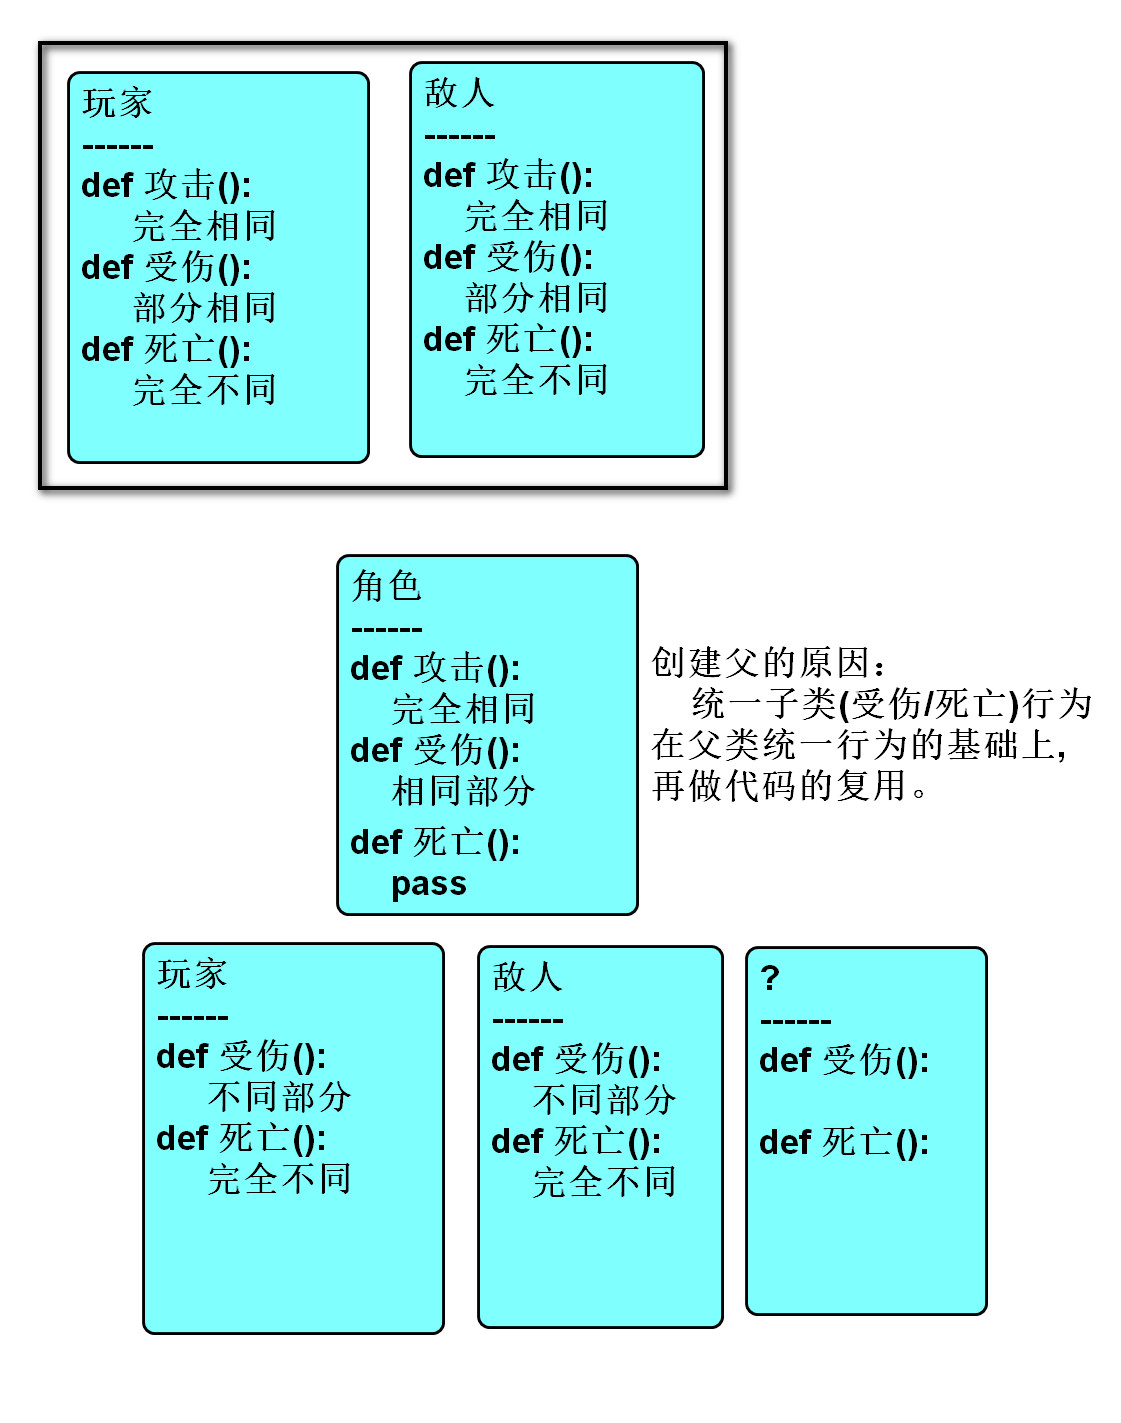 玩家
------
def 攻击():
完全相同
def 受伤():
部分相同
def 死亡():
完全不同
敌人
------
def 攻击():
完全相同
def 受伤():
部分相同
def 死亡():
完全不同
角色
------
def 攻击():
完全相同
def 受伤():
相同部分
def 死亡():
pass
创建父的原因：
统一子类(受伤/死亡)行为
在父类统一行为的基础上,
再做代码的复用。
玩家
------
def 受伤():
不同部分
def 死亡():
完全不同
敌人
------
def 受伤():
不同部分
def 死亡():
完全不同
?
------
def 受伤():
def 死亡():